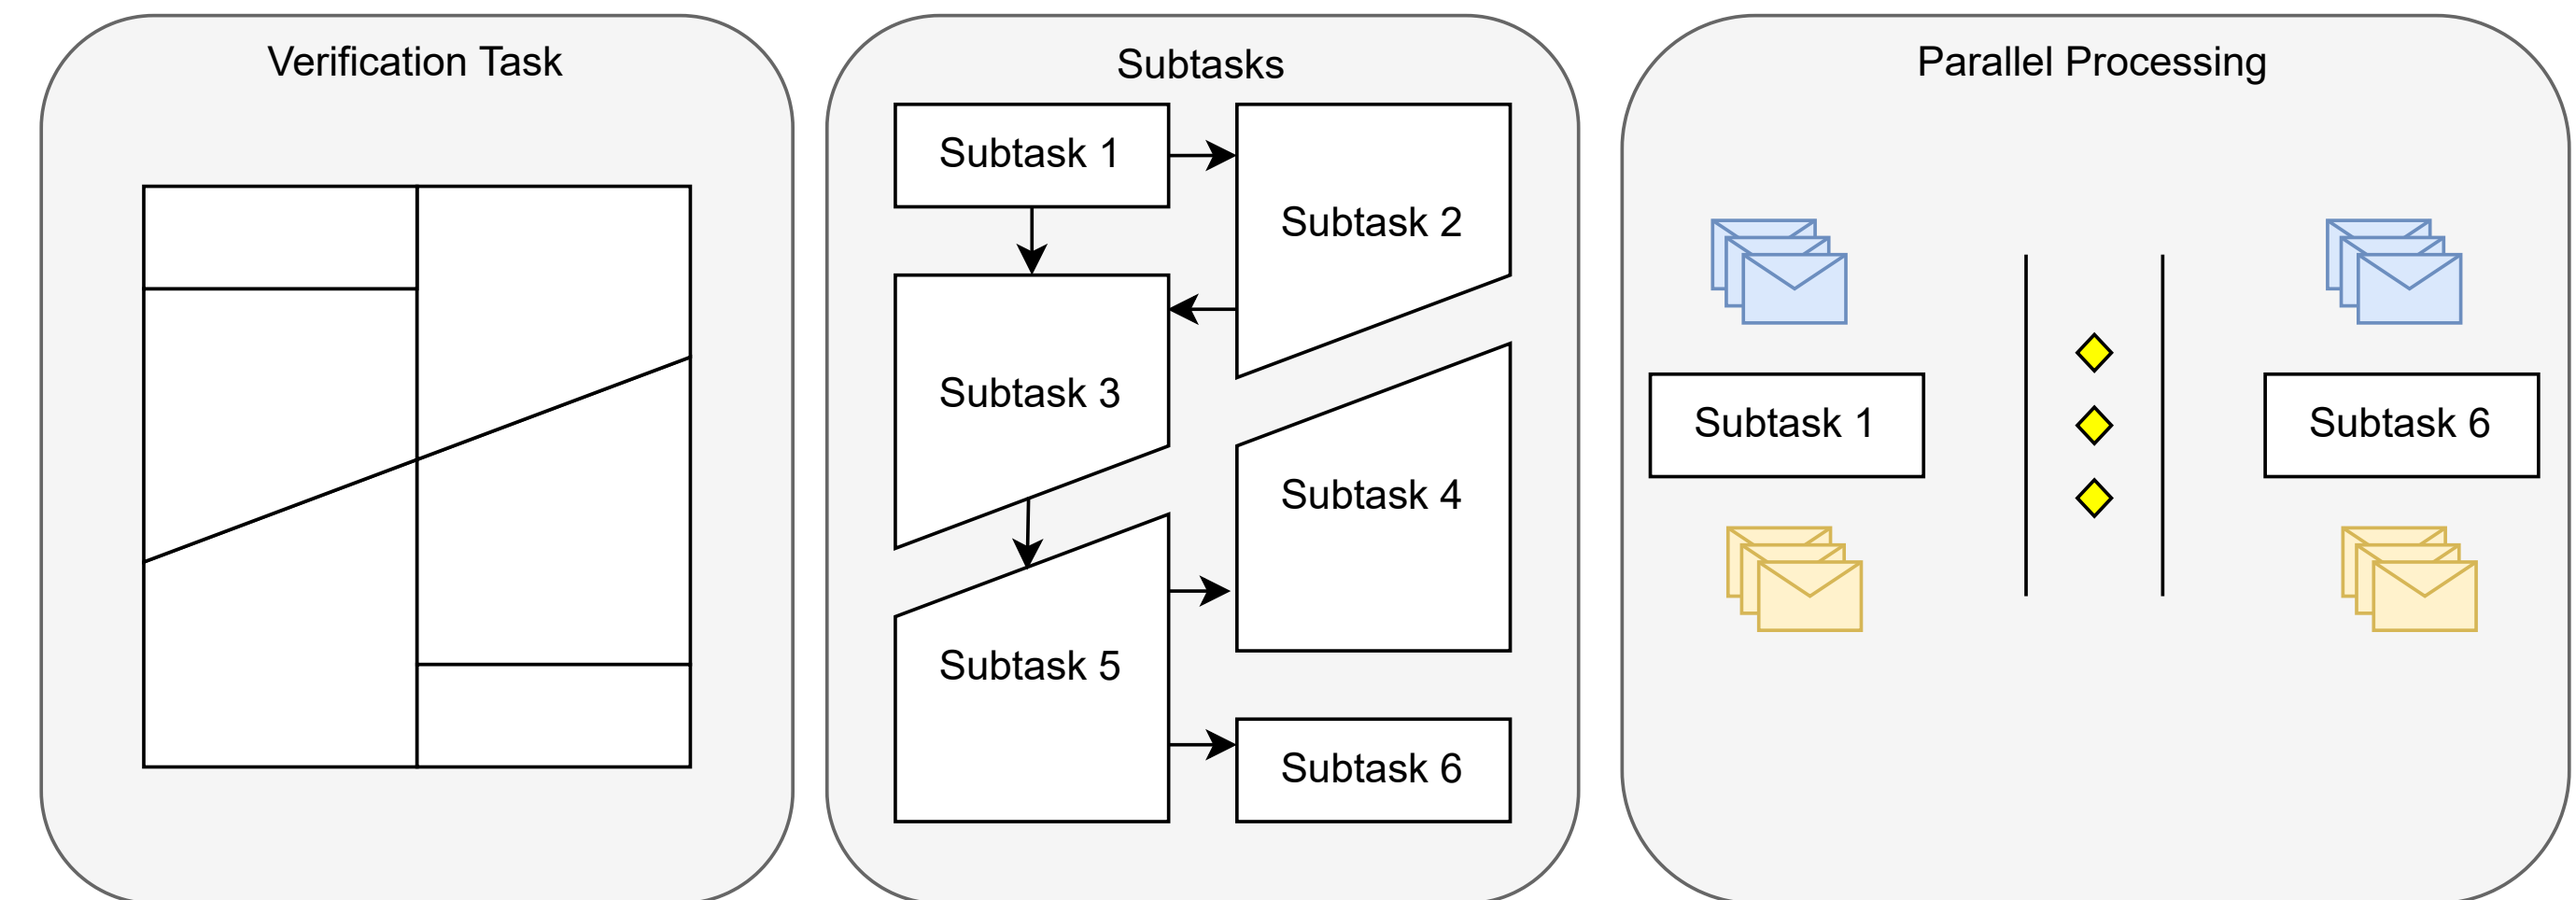 Verification Task
Subtasks
Subtask 1
Subtask 2
Subtask 3
Subtask 4
Subtask 5
Subtask 6
Parallel Processing
Subtask 1
Subtask 6